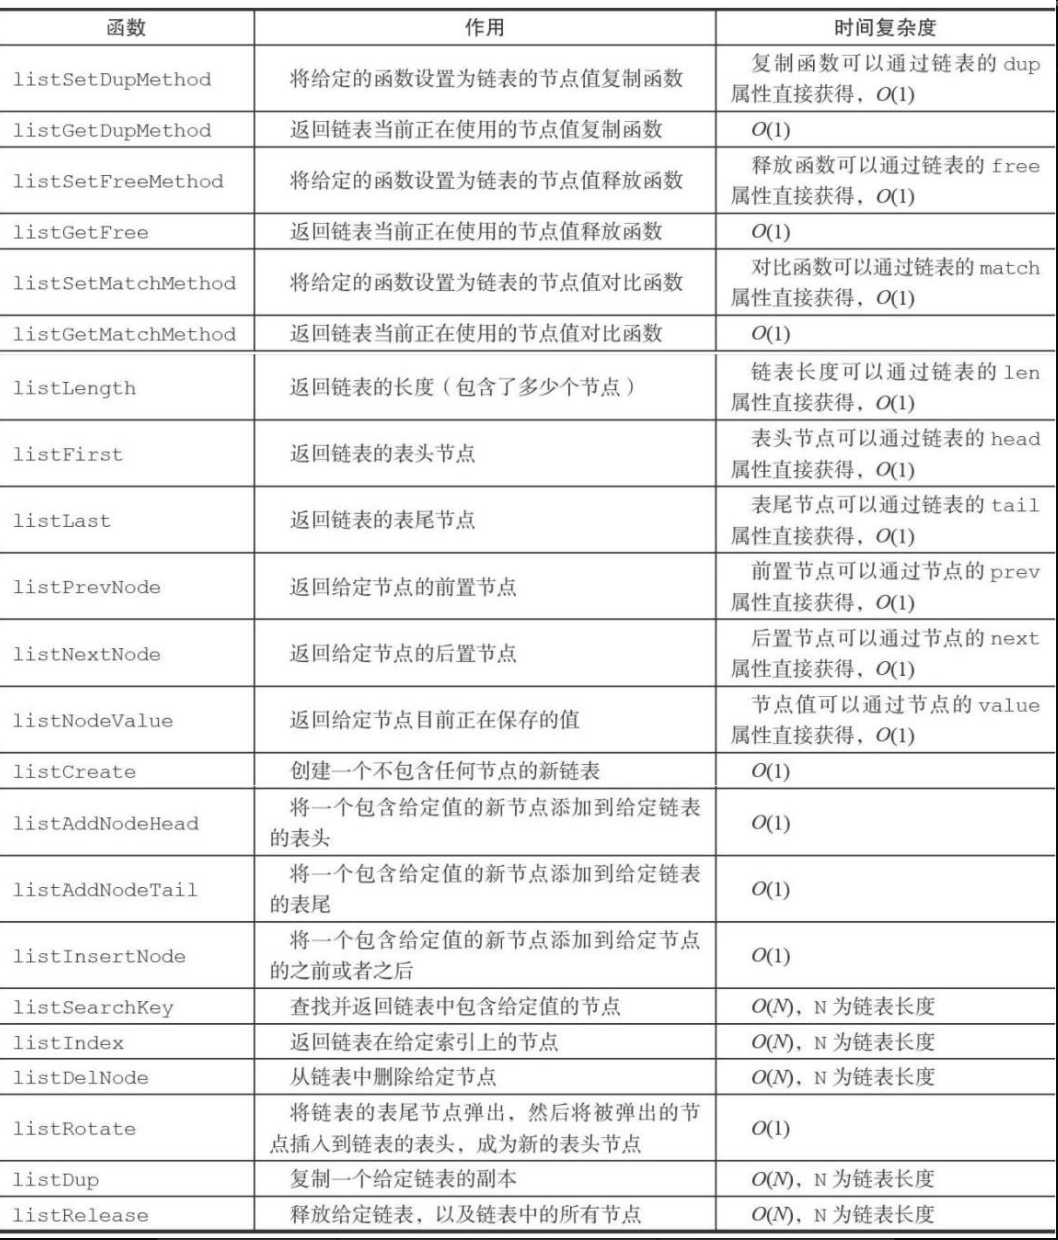 函数 作用 时间复杂度
listSetDupMethod 将给定的函数设置为链表的节点值复制函数 复制函数可以通过链表的 dup
属性直接获得，O(1)
listGetDupMethod 返回链表当前正在使用的节点值复制函数 O(1)
listSetFreeMethod 将给定的函数设置为链表的节点值释放函数 释放函数可以通过链表的 free
属性直接获得，O(1)
listGetFree 返回链表当前正在使用的节点值释放函数 O(1)
listSetMatchMethod 将给定的函数设置为链表的节点值对比函数 对比函数可以通过链表的 match
属性直接获得，O(1)
listGetMatchMethod 返回链表当前正在使用的节点值对比函数 O(1)
listLength 返回链表的长度（包含了多少个节点） 链表长度可以通过链表的 len
属性直接获得，O(1)
listFirst 返回链表的表头节点 表头节点可以通过链表的 head
属性直接获得，O(1)
listLast 返回链表的表尾节点 表尾节点可以通过链表的 tail
属性直接获得，O(1)
listPrevNode 返回给定节点的前置节点 前置节点可以通过节点的 prev
属性直接获得，O(1)
listNextNode 返回给定节点的后置节点 后置节点可以通过节点的 next
属性直接获得，O(1)
listNodeValue 返回给定节点目前正在保存的值 节点值可以通过节点的 value
属性直接获得，O(1)
listCreate 创建一个不包含任何节点的新链表 O(1)
listAddNodeHead 将一个包含给定值的新节点添加到给定链表
的表头 O(1)
listAddNodeTail 将一个包含给定值的新节点添加到给定链表
的表尾 O(1)
listInsertNode 将一个包含给定值的新节点添加到给定节点
的之前或者之后 O(1)
listSearchKey 查找并返回链表中包含给定值的节点 O(N)，N 为链表长度
listIndex 返回链表在给定索引上的节点 O(N)，N 为链表长度
listDelNode 从链表中删除给定节点 O(N)，N 为链表长度
listRotate 将链表的表尾节点弹出，然后将被弹出的节
点插入到链表的表头，成为新的表头节点 O(1)
listDup 复制一个给定链表的副本 O(N)，N 为链表长度
listRelease 释放给定链表，以及链表中的所有节点 O(N)，N 为链表长度